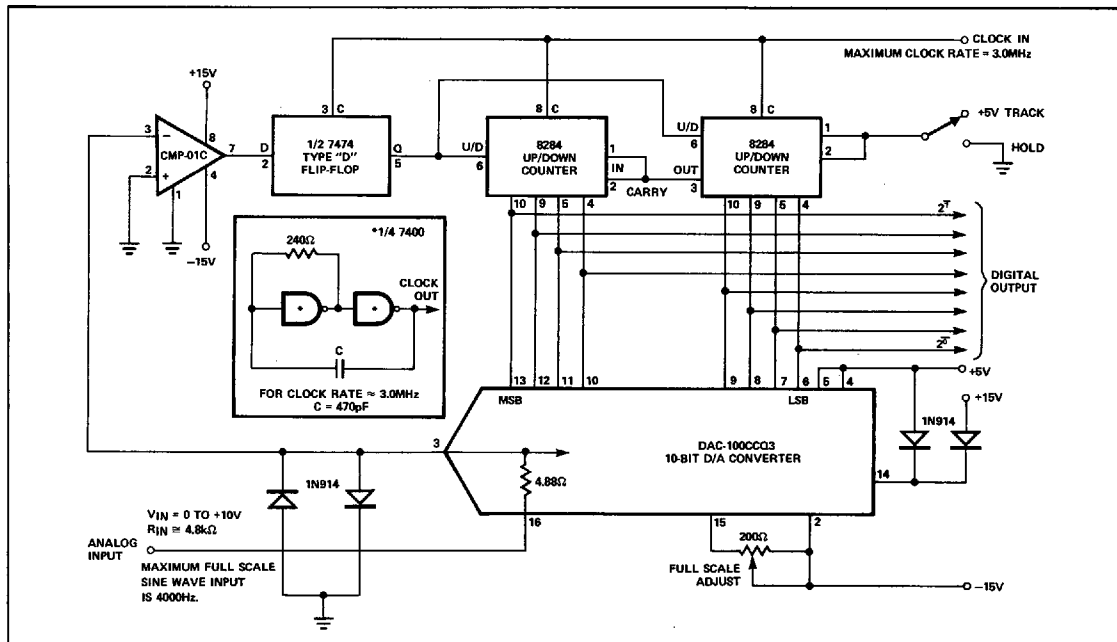 CLOCK IN
MAXIMUM CLOCK RATE = 3.0MHz
+15V
3 C
8 C
8 C
3
8
CMP-01C
7
2
4
1
-15V
D
2
1/2 7474
TYPE "D"
FLIP-FLOP
Q
5
U/D
6
8284
UP/DOWN
COUNTER
1
IN
2
CARRY
U/D
6
OUT
3
8284
UP/DOWN
COUNTER
1
2
+5V TRACK
HOLD
10 9 5 4
10 9 5 4
DIGITAL
OUTPUT
*1/4 7400
240Ω
CLOCK
OUT
C
FOR CLOCK RATE ≈ 3.0MHz
C = 470pF
13 12 11 10
9 8 7 6 5 4
MSB
LSB
+5V
+15V
1N914
3
DAC-100CCQ3
10-BIT D/A CONVERTER
14
4.88Ω
1N914
VIN = 0 TO +10V
RIN ≅ 4.8kΩ
16
15
2
ANALOG
INPUT
MAXIMUM FULL SCALE
SINE WAVE INPUT
IS 4000Hz.
200Ω
FULL SCALE
ADJUST
-15V